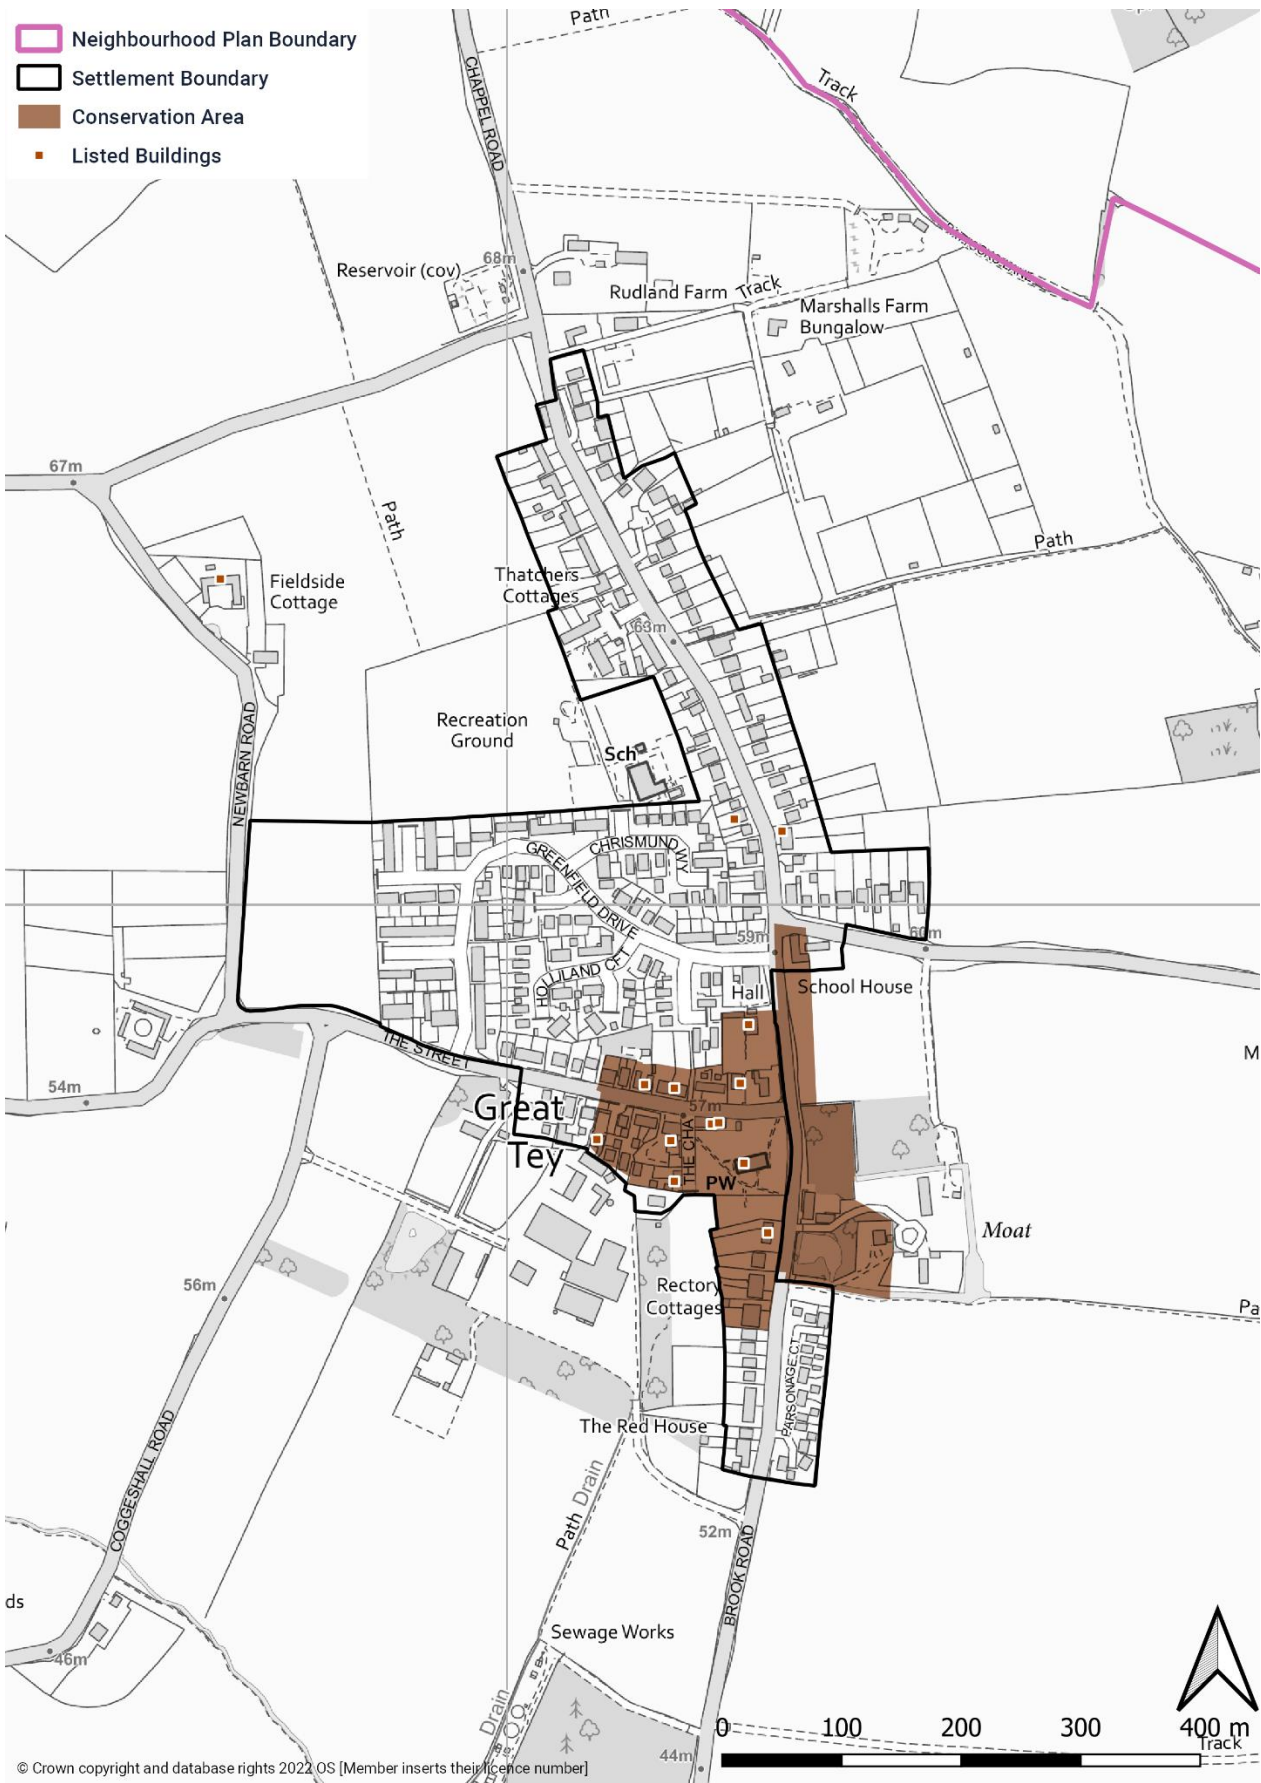 Neighbourhood Plan Boundary
Settlement Boundary
Conservation Area
Listed Buildings
Path
Track
CHAPPEL ROAD
Reservoir (cov)
68m
Rudland Farm
Track
Marshalls Farm
Bungalow
67m
Path
Path
Fieldside
Cottage
Thatchers
Cottages
63m
Recreation
Ground
Sch
NEWBARN ROAD
CHRISMUND WY
GREENFIELD DRIVE
HOLLILAND CFT
59m
60m
Hall
School House
THE STREET
M
54m
Great
Tey
57m
THE CHA
PW
Moat
56m
Rectory
Cottages
Pa
PARSONAGE CT
The Red House
COGGESHALL ROAD
Path
Drain
52m
BROOK ROAD
ds
Sewage Works
46m
Drain
44m
0 100 200 300 400 m
Track
© Crown copyright and database rights 2022 OS [Member inserts their licence number]